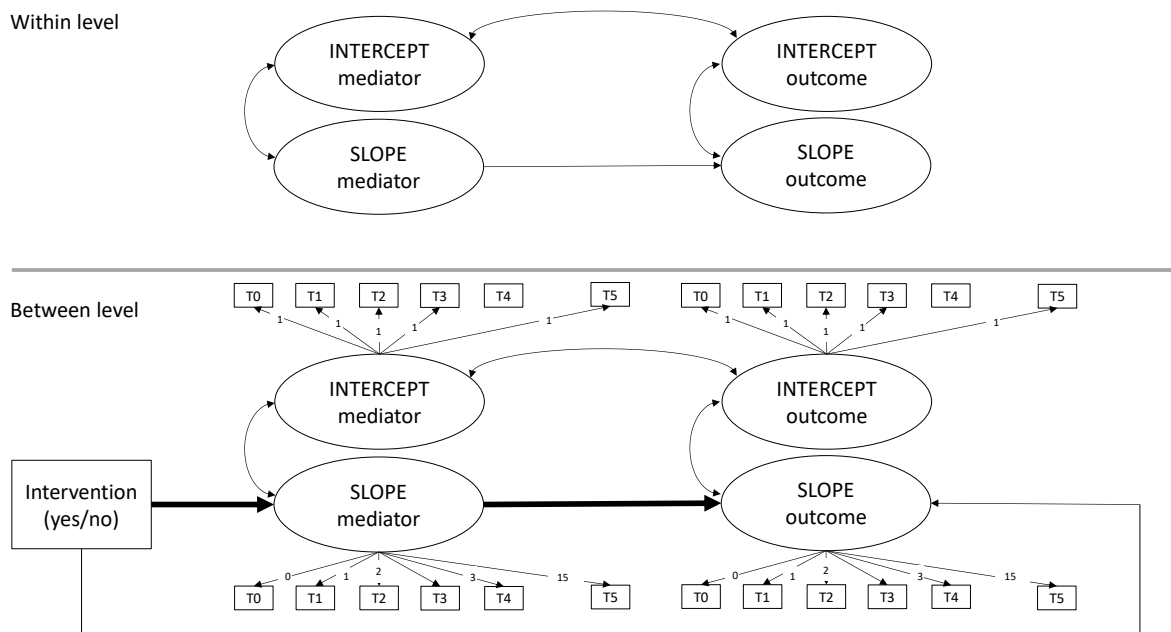 Within level
INTERCEPT
mediator
INTERCEPT
outcome
SLOPE
mediator
SLOPE
outcome
Between level
T0 T1 T2 T3 T4 T5 T0 T1 T2 T3 T4 T5
1 1 1 1 1 1 1 1 1 1
INTERCEPT
mediator
INTERCEPT
outcome
Intervention
(yes/no)
SLOPE
mediator
SLOPE
outcome
0 1 2 3 15 0 1 2 3 15
T0 T1 T2 T3 T4 T5 T0 T1 T2 T3 T4 T5